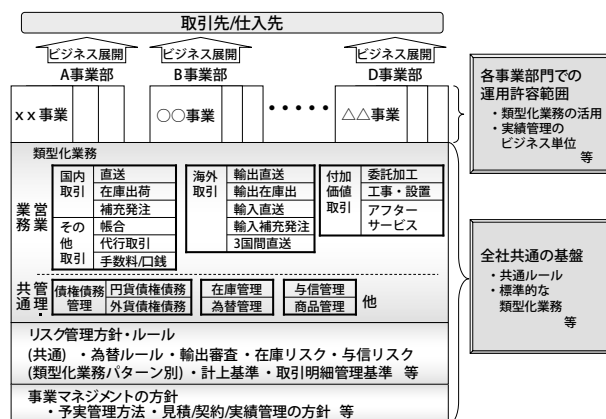 取引先/仕入先
ビジネス展開 ビジネス展開 ビジネス展開
A事業部 B事業部 D事業部
xx事業 ○○事業 ・・・・・ △△事業
各事業部門での
運用許容範囲
・類型化業務の活用
・実績管理の
ビジネス単位
等
類型化業務
営業業務
国内取引
直送
在庫出荷
補充発注
その他取引
帳合
代行取引
手数料/口銭
海外取引
輸出直送
輸出在庫出
輸入直送
輸入補充発注
3国間直送
付加価値取引
委託加工
工事・設置
アフター
サービス
管理・共通
債権債務管理
円貨債権債務
外貨債権債務
在庫管理
為替管理
与信管理
商品管理
他
全社共通の基盤
・共通ルール
・標準的な
類型化業務
等
リスク管理方針・ルール
(共通) ・為替ルール・輸出審査・在庫リスク・与信リスク
(類型化業務パターン別)・計上基準・取引明細管理基準 等
事業マネジメントの方針
・予実管理方法・見積/契約/実績管理の方針 等